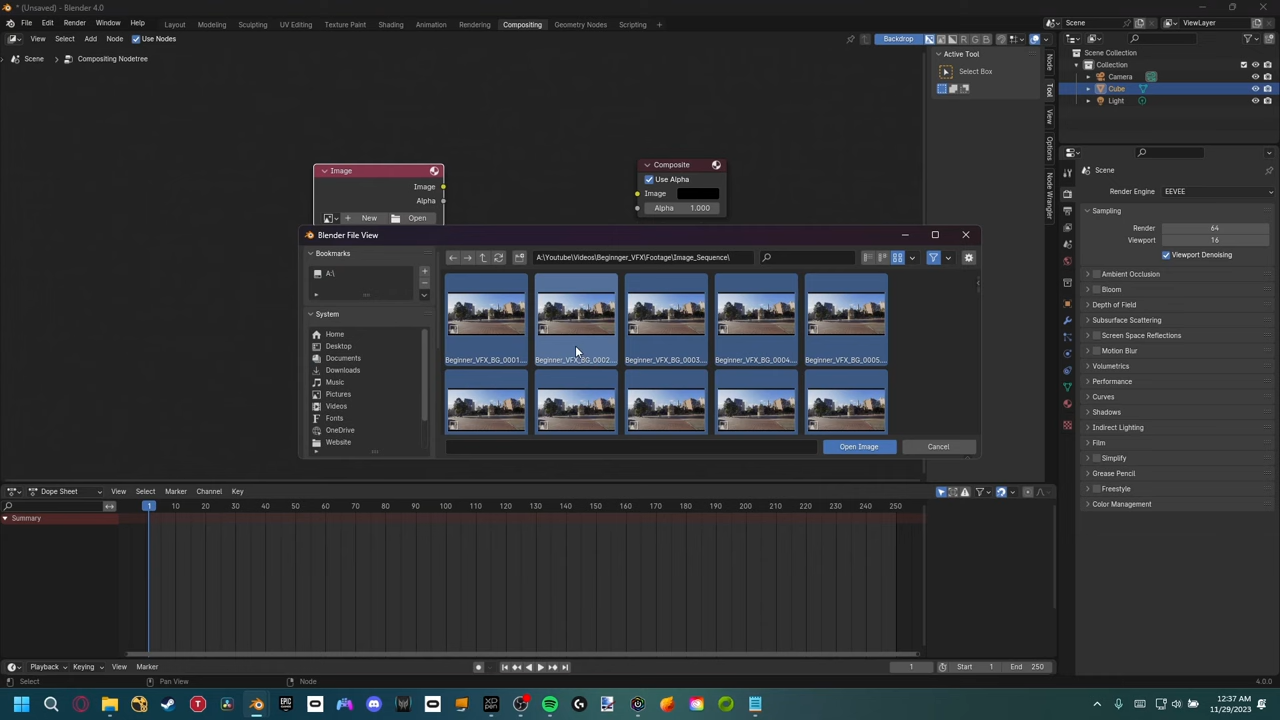 * (Unsaved) - Blender 4.0
File Edit Render Window Help
Layout Modeling Sculpting UV Editing Texture Paint Shading Animation Rendering Compositing Geometry Nodes Scripting +
Scene
ViewLayer
View Select Add Node Use Nodes
Backdrop
R G B
Scene > Compositing Nodetree
Active Tool
Select Box
Node
Tool
View
Options
Node Wrangler
Scene Collection
Collection
Camera
Cube
Light
Image
Image
Alpha
New Open
Composite
Use Alpha
Image
Alpha 1.000
Scene
Render Engine EEVEE
Sampling
Render 64
Viewport 16
Viewport Denoising
Ambient Occlusion
Bloom
Depth of Field
Subsurface Scattering
Screen Space Reflections
Motion Blur
Volumetrics
Performance
Curves
Shadows
Indirect Lighting
Film
Simplify
Grease Pencil
Freestyle
Color Management
Blender File View
Bookmarks
A:\
System
Home
Desktop
Documents
Downloads
Music
Pictures
Videos
Fonts
OneDrive
Website
A:\Youtube\Videos\Beginnger_VFX\Footage\Image_Sequence\
Beginner_VFX_BG_0001.... Beginner_VFX_BG_0002.... Beginner_VFX_BG_0003.... Beginner_VFX_BG_0004.... Beginner_VFX_BG_0005....
Open Image Cancel
Dope Sheet View Select Marker Channel Key
1 10 20 30 40 50 60 70 80 90 100 110 120 130 140 150 160 170 180 190 200 210 220 230 240 250
Summary
Playback Keying View Marker
1 Start 1 End 250
Select Pan View Node 4.0.0
12:37 AM
11/29/2023